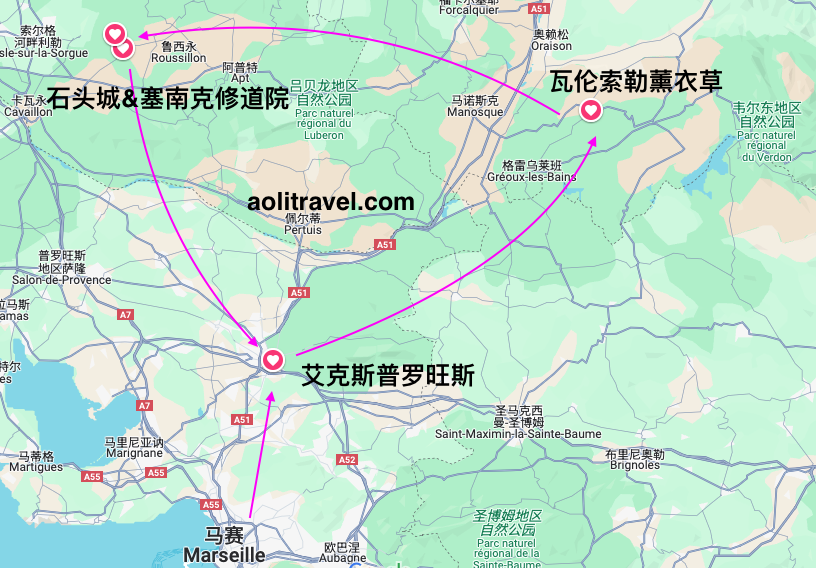 福卡尔基耶
Forcalquier
A51
索尔格
河畔利勒
sle-sur-la-Sorgue
鲁西永
Roussillon
奥赖松
Oraison
阿普特
Apt
瓦伦索勒薰衣草
石头城&塞南克修道院
卡瓦永
Cavaillon
吕贝龙地区
自然公园
Parc naturel
régional du
Luberon
马诺斯克
Manosque
韦尔东地区
自然公园
Parc naturel
régional
du Verdon
格雷乌莱班
Gréoux-les-Bains
aolitravel.com
佩尔蒂
Pertuis
A51
普罗旺斯
地区萨隆
Salon-de-Provence
A51
拉马斯
amas
A7
特尔
es
艾克斯普罗旺斯
A7
A51
圣马克西
曼-圣博姆
Saint-Maximin-la-Sainte-Baume
马里尼亚讷
Marignane
马蒂格
Martigues
A55
A55
A52
布里尼奥勒
Brignoles
A55
马赛
Marseille
欧巴涅
Aubagne
圣博姆地区
自然公园
Parc naturel
régional de la
Sainte-Baume